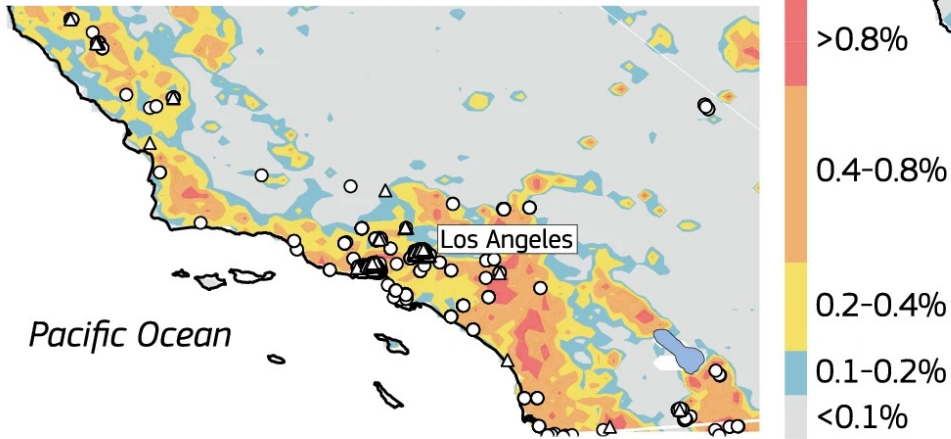 >0.8%
0.4–0.8%
Los Angeles
0.2–0.4%
Pacific Ocean
0.1–0.2%
<0.1%